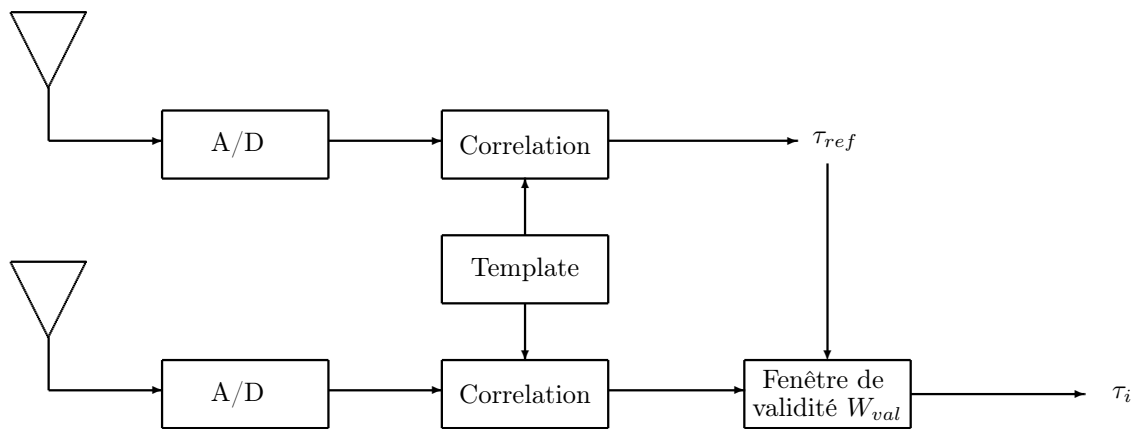 A/D
Correlation
τ_ref
Template
A/D
Correlation
Fenêtre de
validité W_val
τ_i